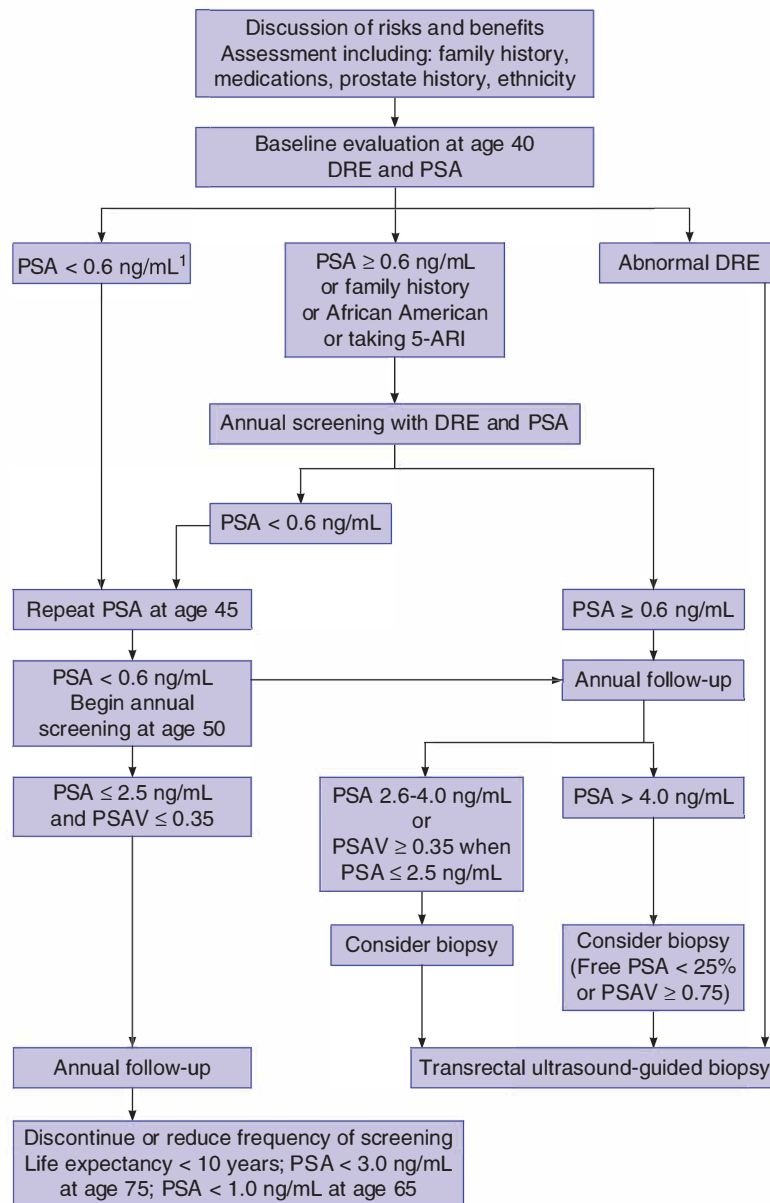 Discussion of risks and benefits
Assessment including: family history,
medications, prostate history, ethnicity
Baseline evaluation at age 40
DRE and PSA
PSA < 0.6 ng/mL¹
PSA ≥ 0.6 ng/mL
or family history
or African American
or taking 5-ARI
Abnormal DRE
Annual screening with DRE and PSA
PSA < 0.6 ng/mL
Repeat PSA at age 45
PSA ≥ 0.6 ng/mL
PSA < 0.6 ng/mL
Begin annual
screening at age 50
Annual follow-up
PSA ≤ 2.5 ng/mL
and PSAV ≤ 0.35
PSA 2.6-4.0 ng/mL
or
PSAV ≥ 0.35 when
PSA ≤ 2.5 ng/mL
PSA > 4.0 ng/mL
Consider biopsy
Consider biopsy
(Free PSA < 25%
or PSAV ≥ 0.75)
Annual follow-up
Transrectal ultrasound-guided biopsy
Discontinue or reduce frequency of screening
Life expectancy < 10 years; PSA < 3.0 ng/mL
at age 75; PSA < 1.0 ng/mL at age 65